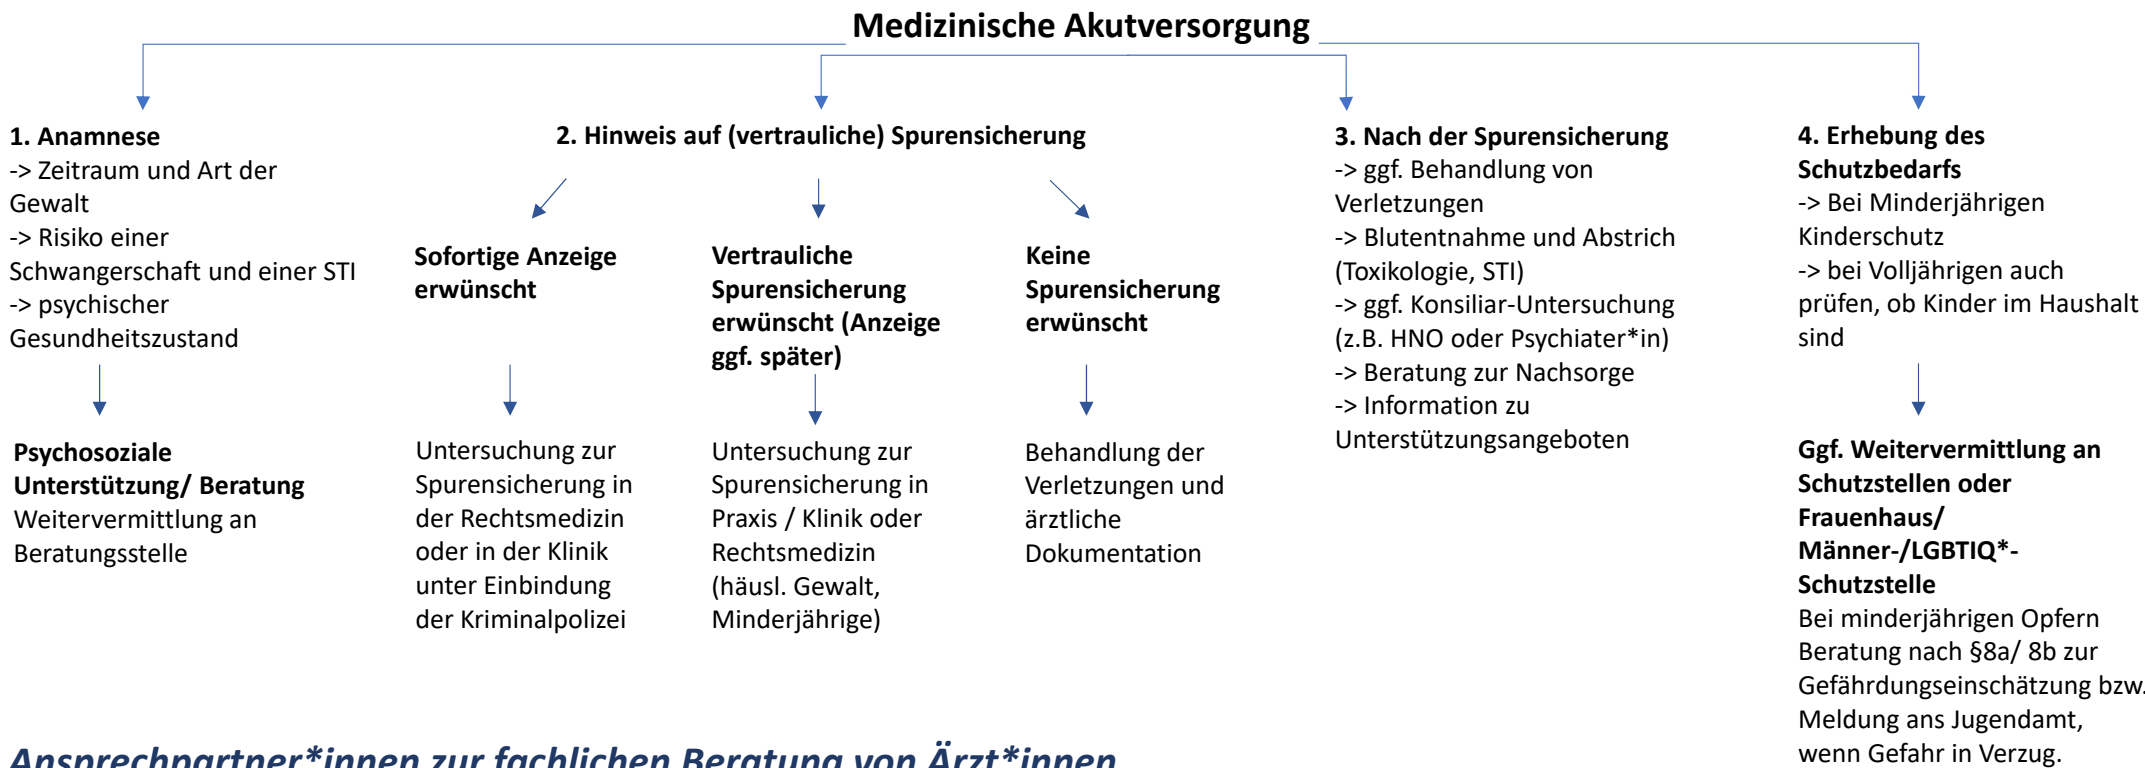 Medizinische Akutversorgung
1. Anamnese
-> Zeitraum und Art der
Gewalt
-> Risiko einer
Schwangerschaft und einer STI
-> psychischer
Gesundheitszustand
Psychosoziale
Unterstützung/ Beratung
Weitervermittlung an
Beratungsstelle
2. Hinweis auf (vertrauliche) Spurensicherung
Sofortige Anzeige
erwünscht
Untersuchung zur
Spurensicherung in
der Rechtsmedizin
oder in der Klinik
unter Einbindung
der Kriminalpolizei
Vertrauliche
Spurensicherung
erwünscht (Anzeige
ggf. später)
Untersuchung zur
Spurensicherung in
Praxis / Klinik oder
Rechtsmedizin
(häusl. Gewalt,
Minderjährige)
Keine
Spurensicherung
erwünscht
Behandlung der
Verletzungen und
ärztliche
Dokumentation
3. Nach der Spurensicherung
-> ggf. Behandlung von
Verletzungen
-> Blutentnahme und Abstrich
(Toxikologie, STI)
-> ggf. Konsiliar-Untersuchung
(z.B. HNO oder Psychiater*in)
-> Beratung zur Nachsorge
-> Information zu
Unterstützungsangeboten
4. Erhebung des
Schutzbedarfs
-> Bei Minderjährigen
Kinderschutz
-> bei Volljährigen auch
prüfen, ob Kinder im Haushalt
sind
Ggf. Weitervermittlung an
Schutzstellen oder
Frauenhaus/
Männer-/LGBTIQ*-
Schutzstelle
Bei minderjährigen Opfern
Beratung nach §8a/ 8b zur
Gefährdungseinschätzung bzw.
Meldung ans Jugendamt,
wenn Gefahr in Verzug.
Ansprechpartner*innen zur fachlichen Beratung von Ärzt*innen